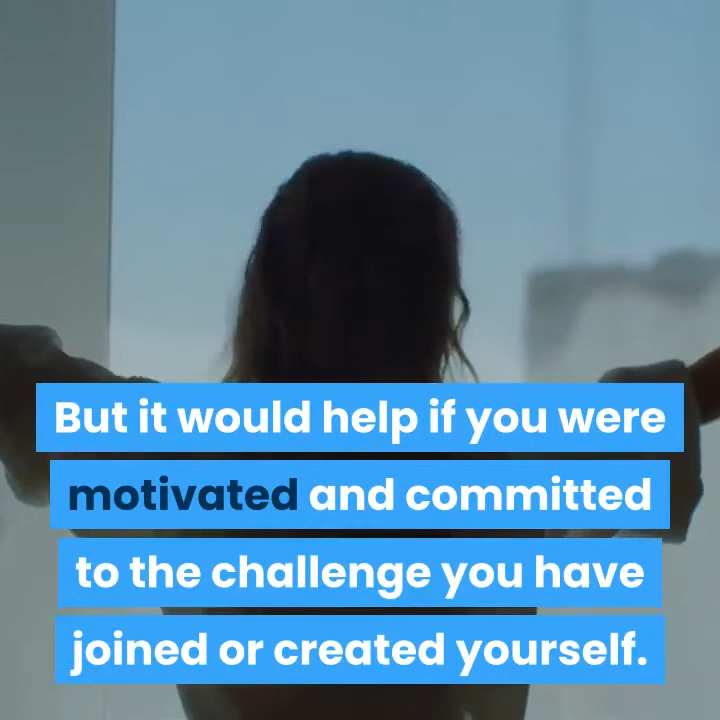 But it would help if you were
motivated and committed
to the challenge you have
joined or created yourself.